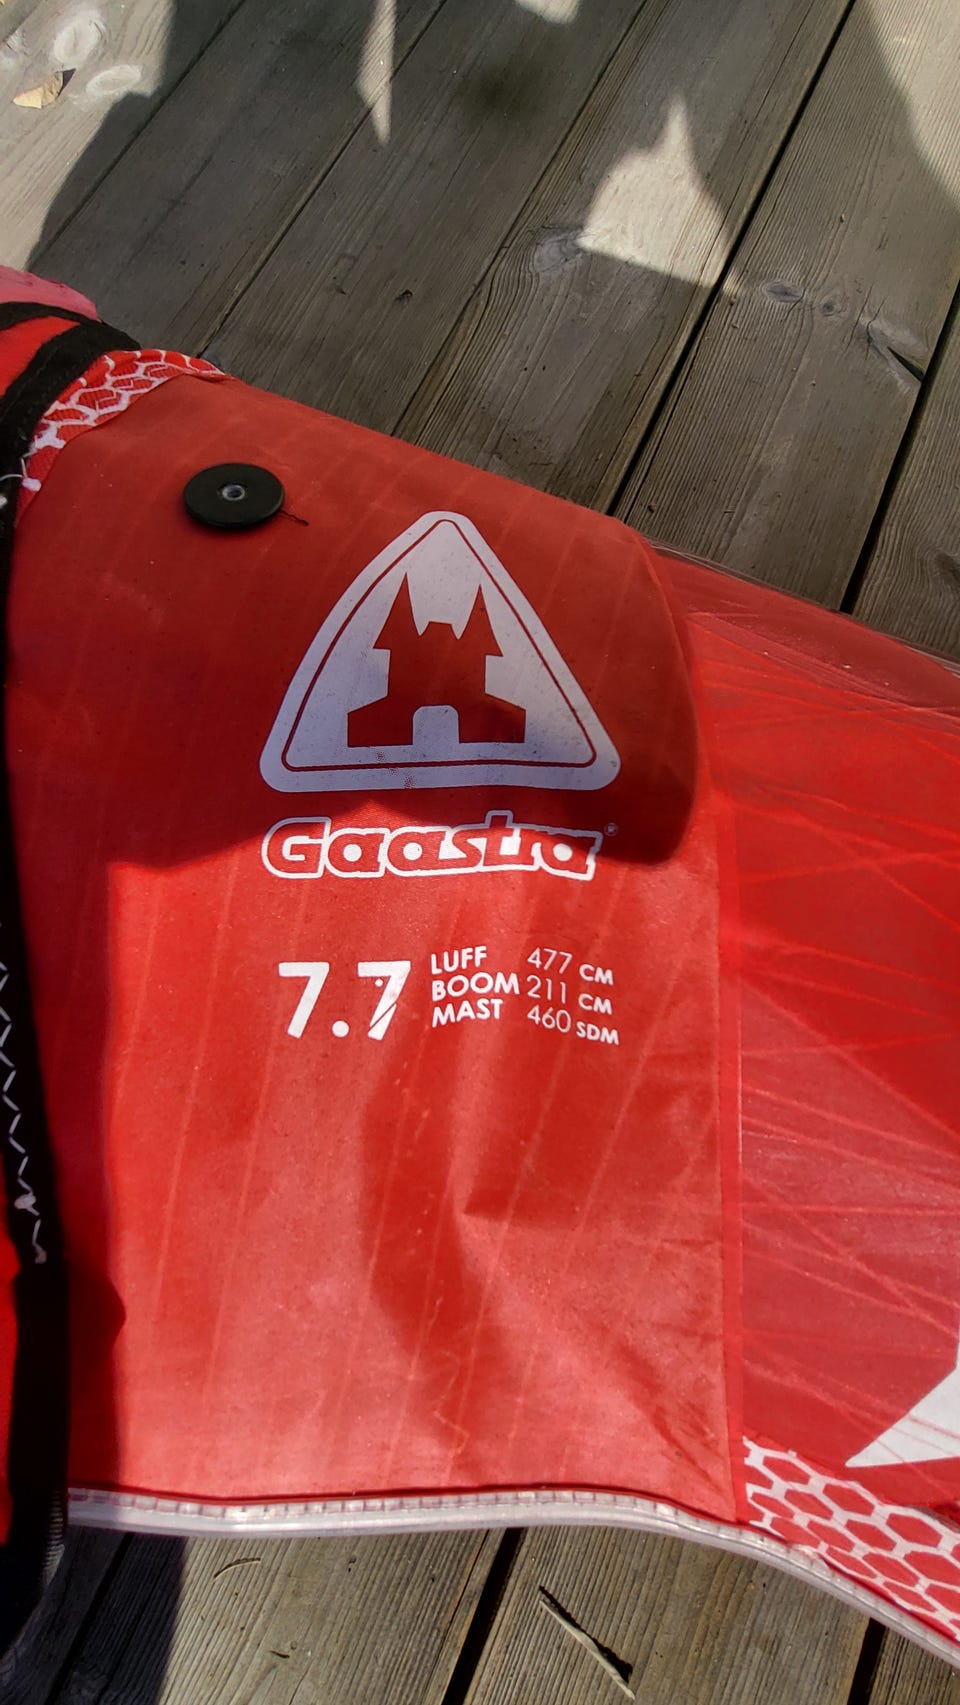 Gaastra®
7.7
LUFF 477 CM
BOOM 211 CM
MAST 460 SDM